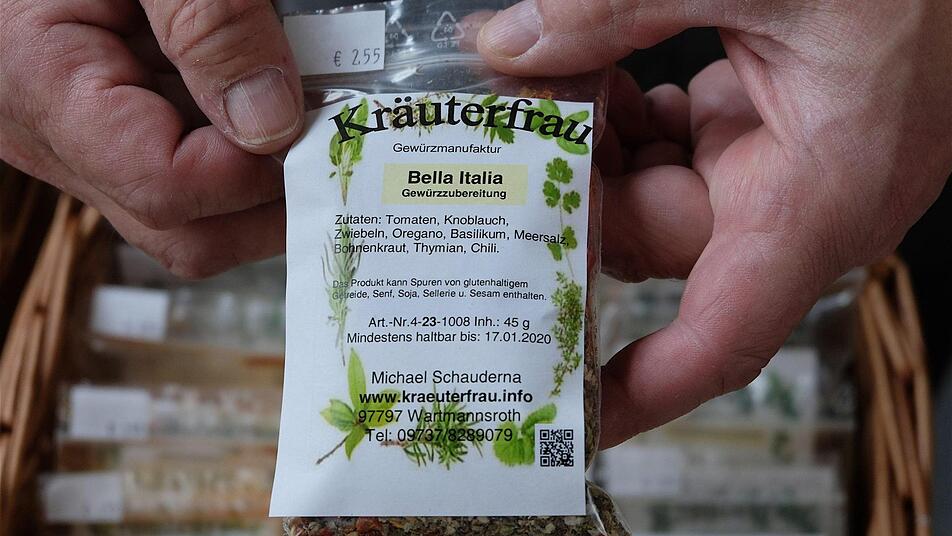 € 2.55
Kräuterfrau
Gewürzmanufaktur
Bella Italia
Gewürzzubereitung
Zutaten: Tomaten, Knoblauch,
Zwiebeln, Oregano, Basilikum, Meersalz,
Bohnenkraut, Thymian, Chili.
Das Produkt kann Spuren von glutenhaltigem
Getreide, Senf, Soja, Sellerie u. Sesam enthalten.
Art.-Nr.4-23-1008 Inh.: 45 g
Mindestens haltbar bis: 17.01.2020
Michael Schauderna
www.kraeuterfrau.info
97797 Wartmannsroth
Tel: 09737/8289079